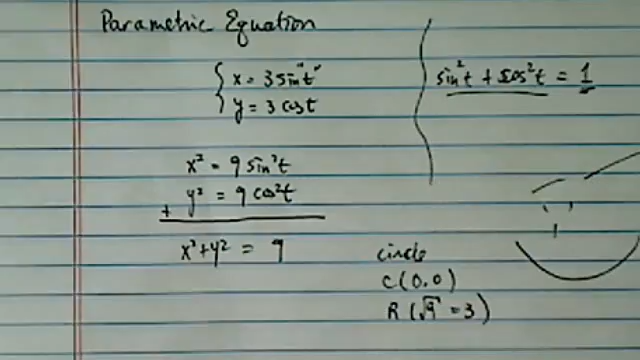 Parametric Equation
x = 3 sin t
y = 3 cos t
sin²t + cos²t = 1
x² = 9 sin²t
+ y² = 9 cos²t
x² + y² = 9
circle
C(0.0)
R(√9 = 3)